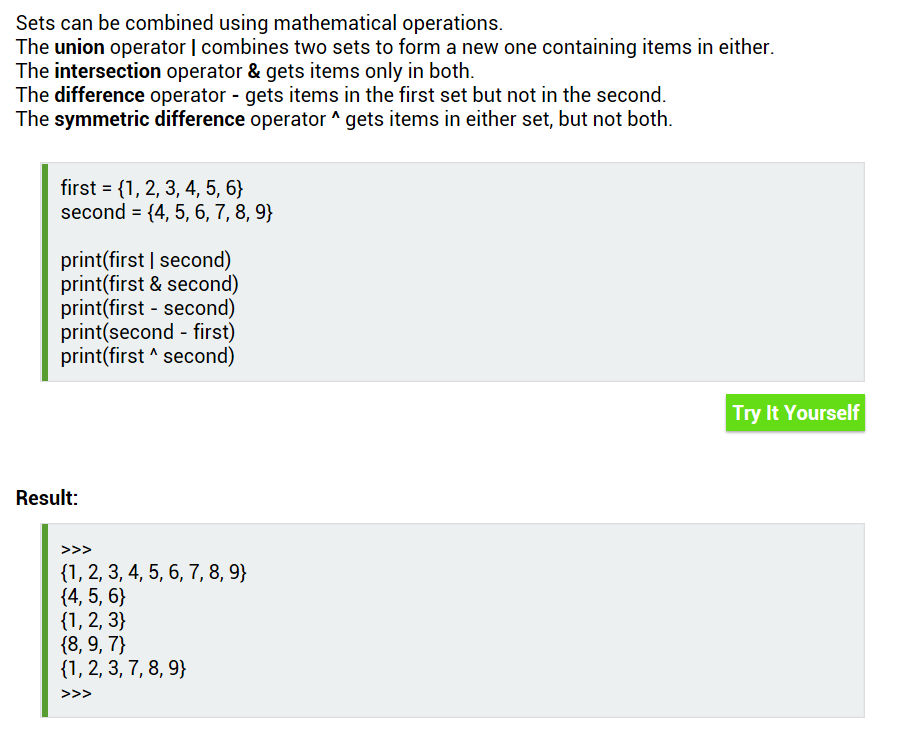 Sets can be combined using mathematical operations.
The union operator | combines two sets to form a new one containing items in either.
The intersection operator & gets items only in both.
The difference operator - gets items in the first set but not in the second.
The symmetric difference operator ^ gets items in either set, but not both.
first = {1, 2, 3, 4, 5, 6}
second = {4, 5, 6, 7, 8, 9}
print(first | second)
print(first & second)
print(first - second)
print(second - first)
print(first ^ second)
Try It Yourself
Result:
>>>
{1, 2, 3, 4, 5, 6, 7, 8, 9}
{4, 5, 6}
{1, 2, 3}
{8, 9, 7}
{1, 2, 3, 7, 8, 9}
>>>